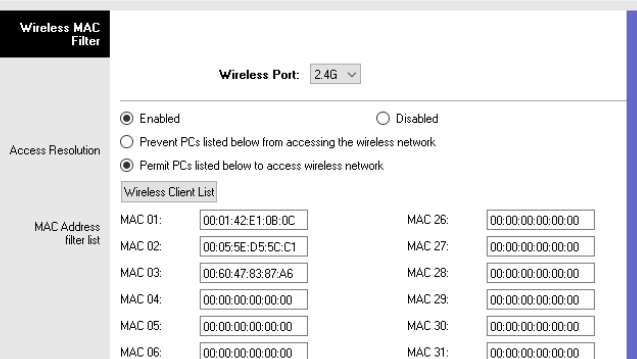 Wireless MAC
Filter
Wireless Port: 2.4G
Enabled Disabled
Prevent PCs listed below from accessing the wireless network
Access Resolution
Permit PCs listed below to access wireless network
Wireless Client List
MAC Address
filter list
MAC 01: 00:01:42:E1:0B:0C MAC 26: 00:00:00:00:00:00
MAC 02: 00:05:5E:D5:5C:C1 MAC 27: 00:00:00:00:00:00
MAC 03: 00:60:47:83:87:A6 MAC 28: 00:00:00:00:00:00
MAC 04: 00:00:00:00:00:00 MAC 29: 00:00:00:00:00:00
MAC 05: 00:00:00:00:00:00 MAC 30: 00:00:00:00:00:00
MAC 06: 00:00:00:00:00:00 MAC 31: 00:00:00:00:00:00